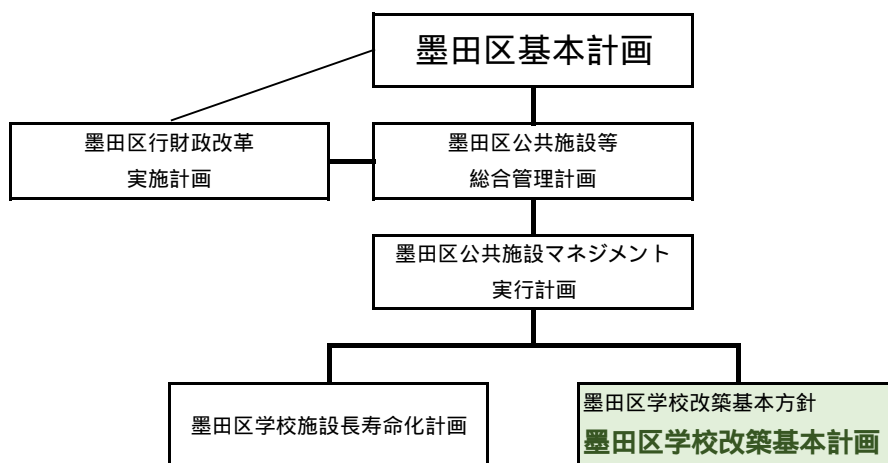 墨田区基本計画
墨田区行財政改革
実施計画
墨田区公共施設等
総合管理計画
墨田区公共施設マネジメント
実行計画
墨田区学校施設長寿命化計画
墨田区学校改築基本方針
墨田区学校改築基本計画